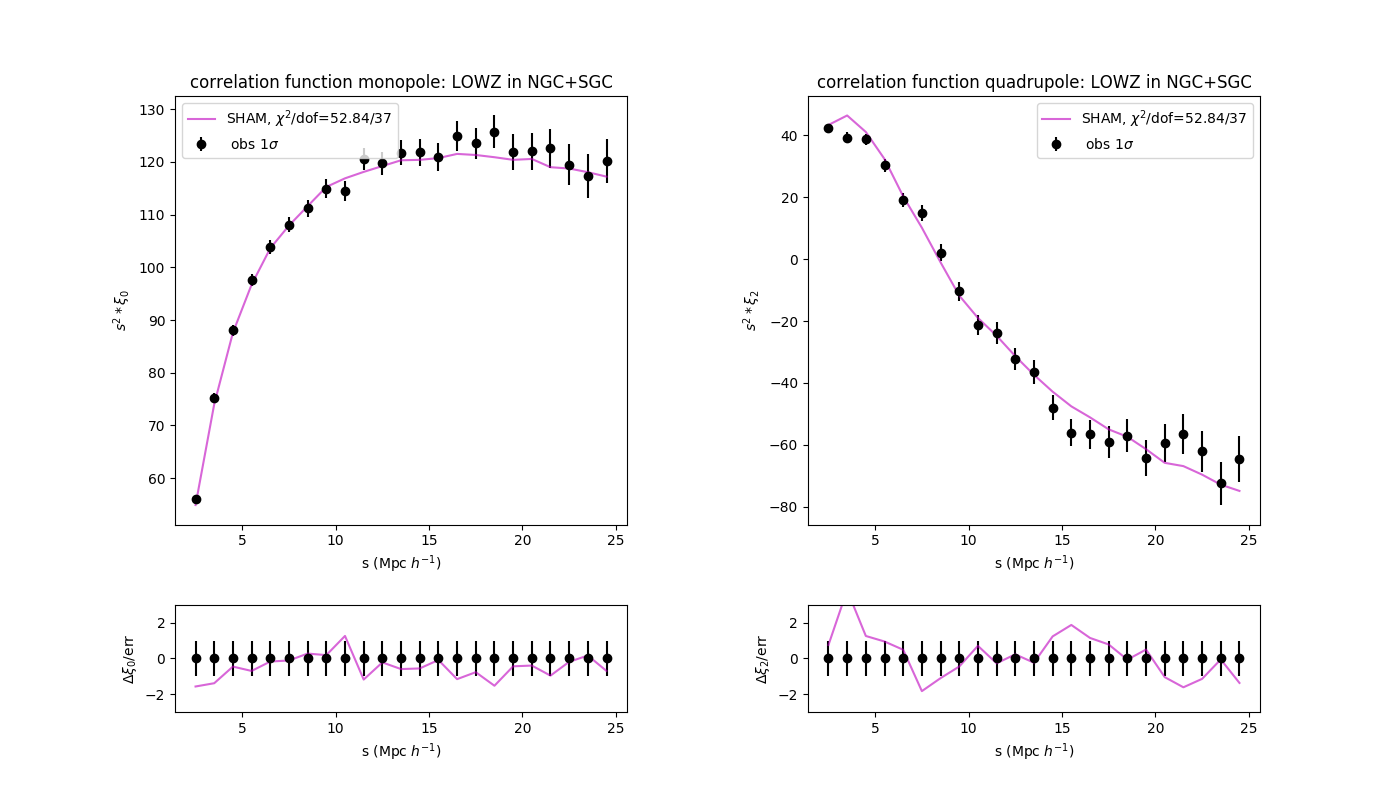 correlation function monopole: LOWZ in NGC+SGC
SHAM, χ²/dof=52.84/37
obs 1σ
130
120
110
100
90
80
70
60
s² * ξ₀
5 10 15 20 25
s (Mpc h⁻¹)
2
0
−2
Δξ₀/err
5 10 15 20 25
s (Mpc h⁻¹)
correlation function quadrupole: LOWZ in NGC+SGC
SHAM, χ²/dof=52.84/37
obs 1σ
40
20
0
−20
−40
−60
−80
s² * ξ₂
5 10 15 20 25
s (Mpc h⁻¹)
2
0
−2
Δξ₂/err
5 10 15 20 25
s (Mpc h⁻¹)